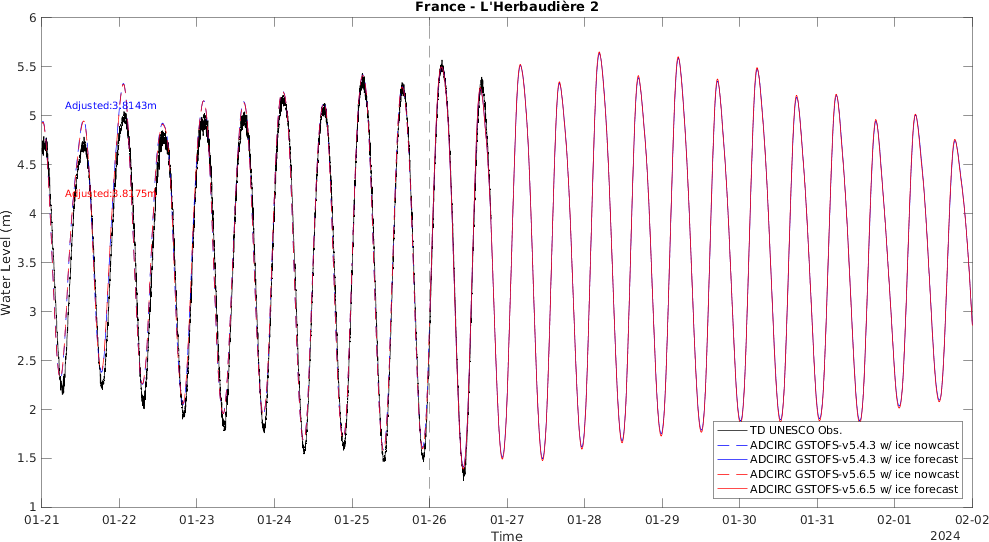 France - L'Herbaudière 2
6
5.5
5
4.5
4
3.5
3
2.5
2
1.5
1
Water Level (m)
Adjusted:3.8143m
Adjusted:3.8175m
TD UNESCO Obs.
ADCIRC GSTOFS-v5.4.3 w/ ice nowcast
ADCIRC GSTOFS-v5.4.3 w/ ice forecast
ADCIRC GSTOFS-v5.6.5 w/ ice nowcast
ADCIRC GSTOFS-v5.6.5 w/ ice forecast
01-21 01-22 01-23 01-24 01-25 01-26 01-27 01-28 01-29 01-30 01-31 02-01 02-02
Time
2024